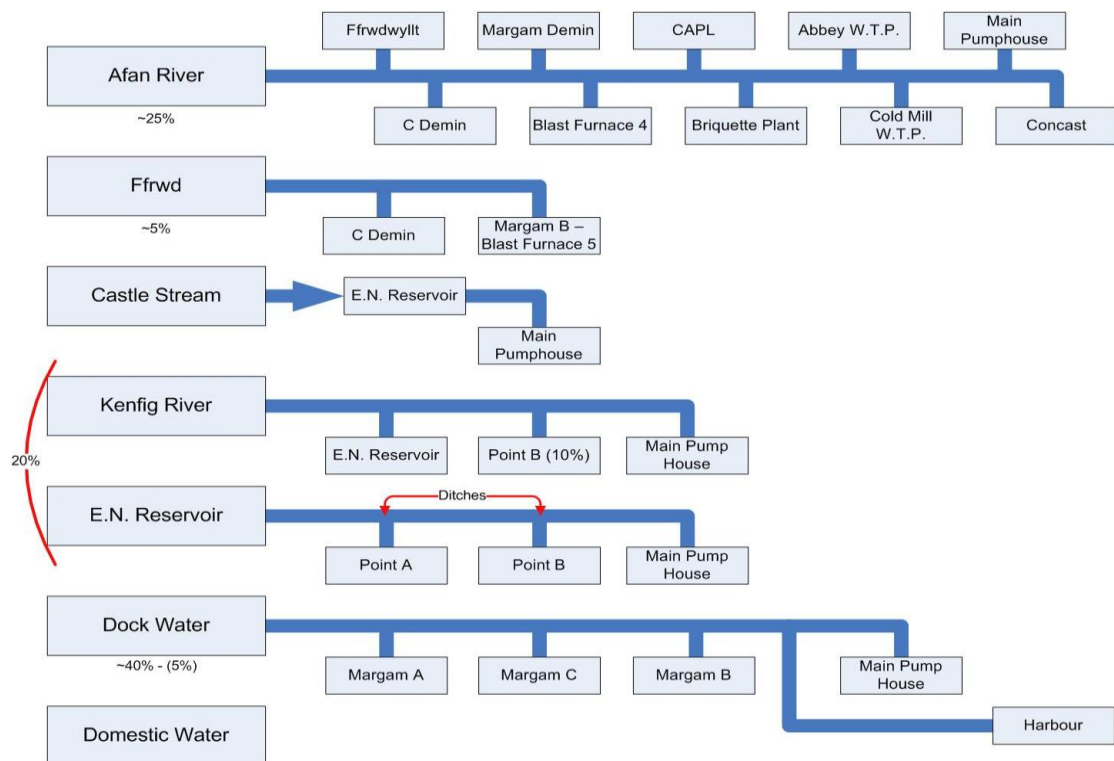 Ffrwdwyllt
Margam Demin
CAPL
Abbey W.T.P.
Main
Pumphouse
Afan River
~25%
C Demin
Blast Furnace 4
Briquette Plant
Cold Mill
W.T.P.
Concast
Ffrwd
~5%
C Demin
Margam B –
Blast Furnace 5
Castle Stream
E.N. Reservoir
Main
Pumphouse
20%
Kenfig River
E.N. Reservoir
Point B (10%)
Main Pump
House
E.N. Reservoir
Ditches
Point A
Point B
Main Pump
House
Dock Water
~40% - (5%)
Margam A
Margam C
Margam B
Main Pump
House
Harbour
Domestic Water